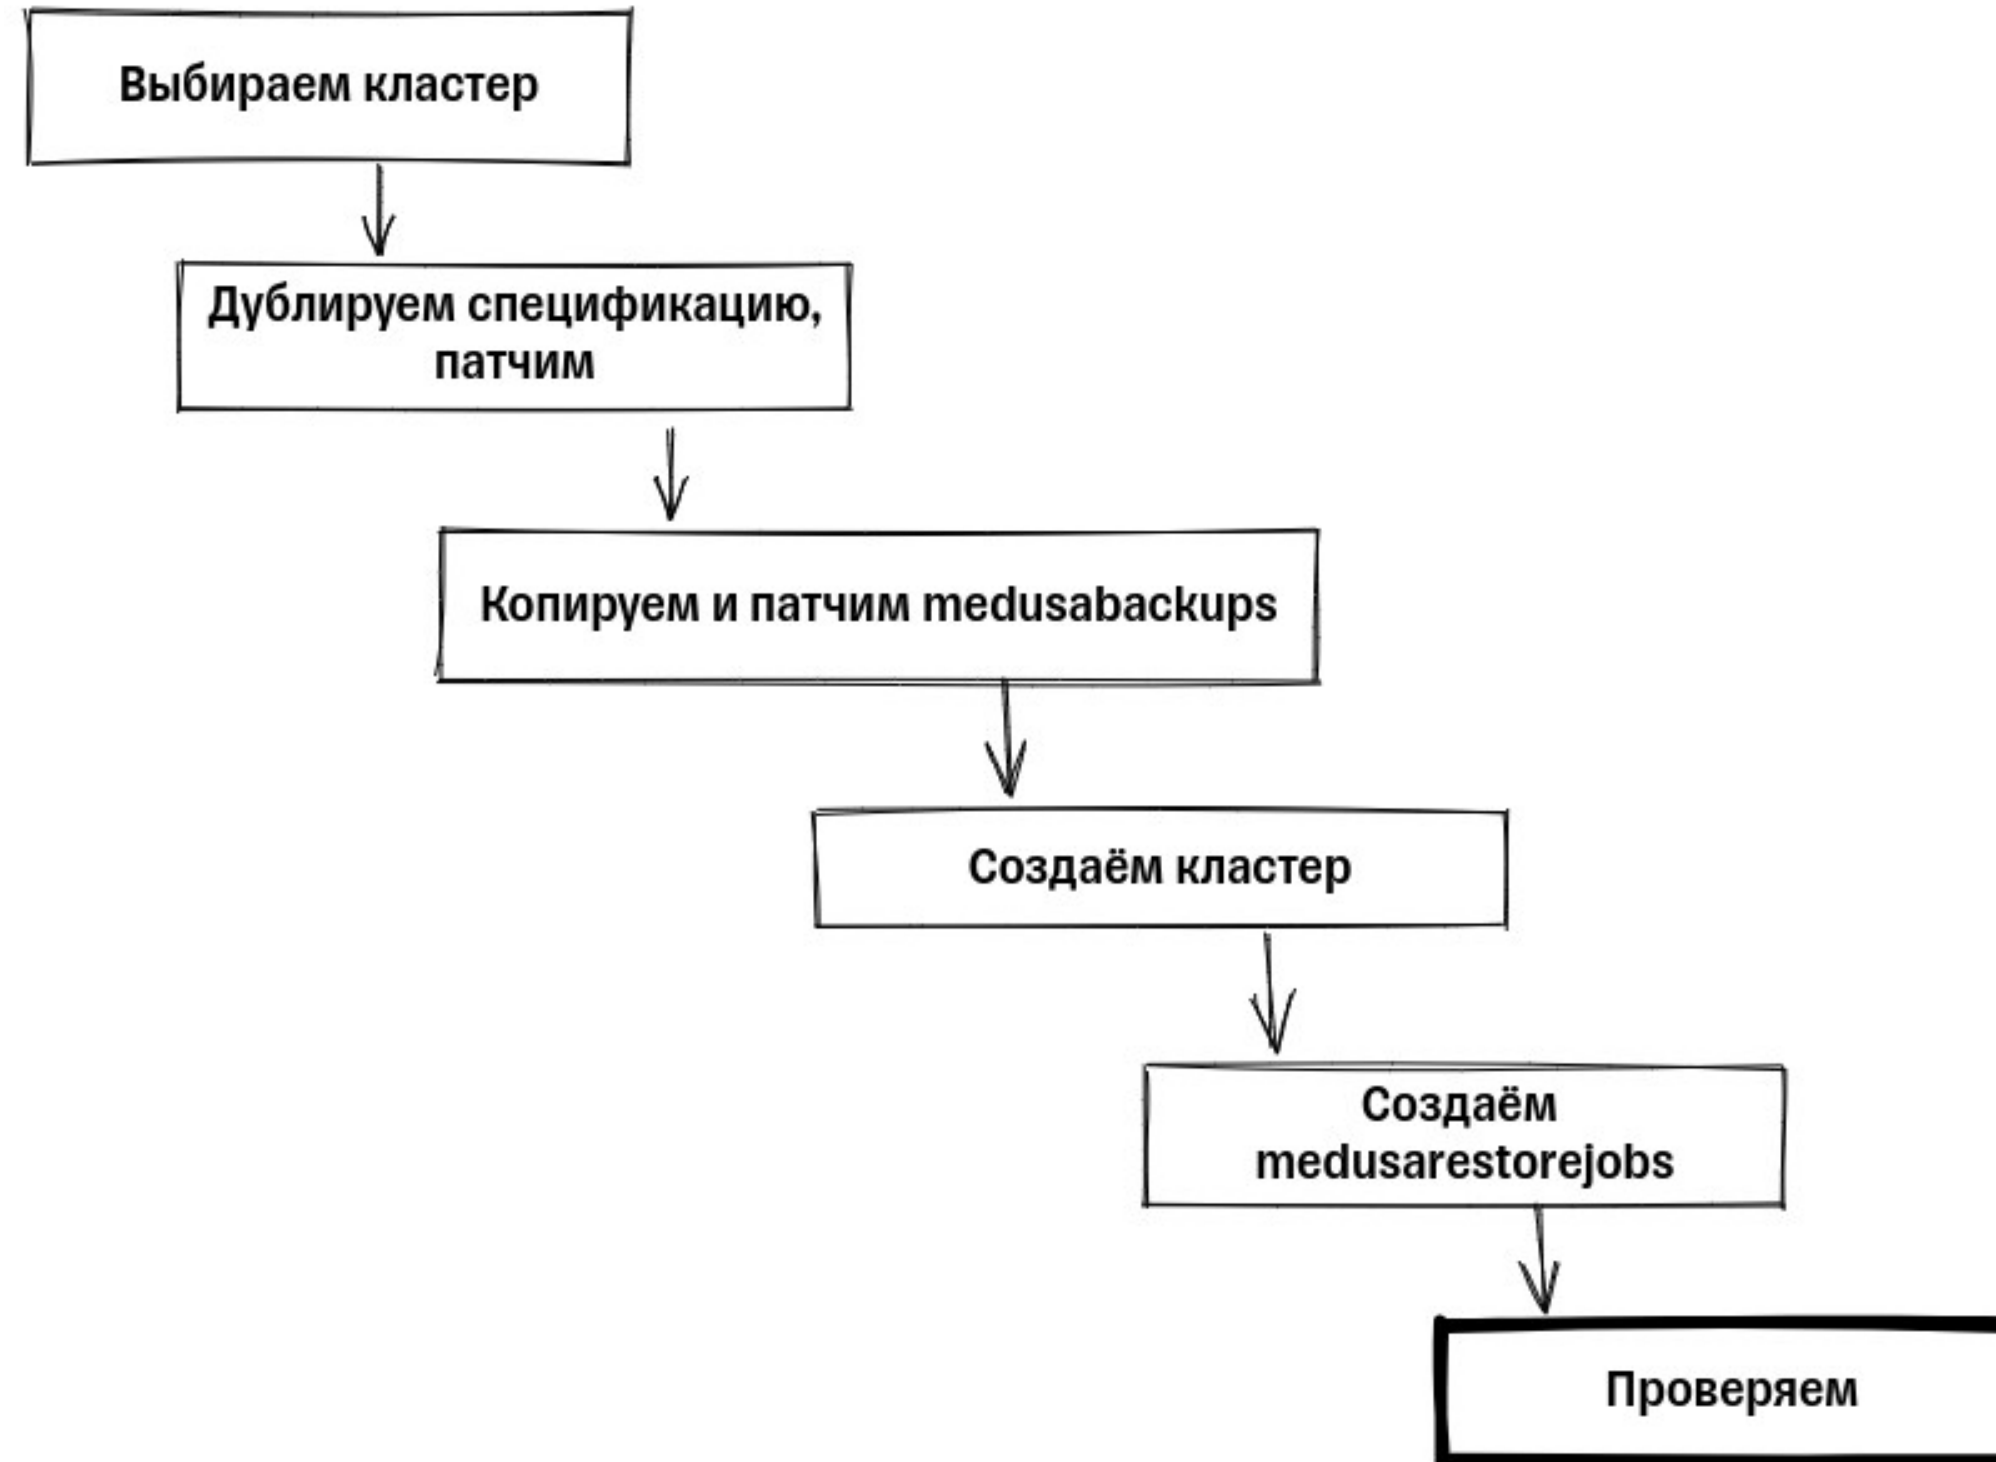 Выбираем кластер
Дублируем спецификацию,
патчим
Копируем и патчим medusabackups
Создаём кластер
Создаём
medusarestorejobs
Проверяем